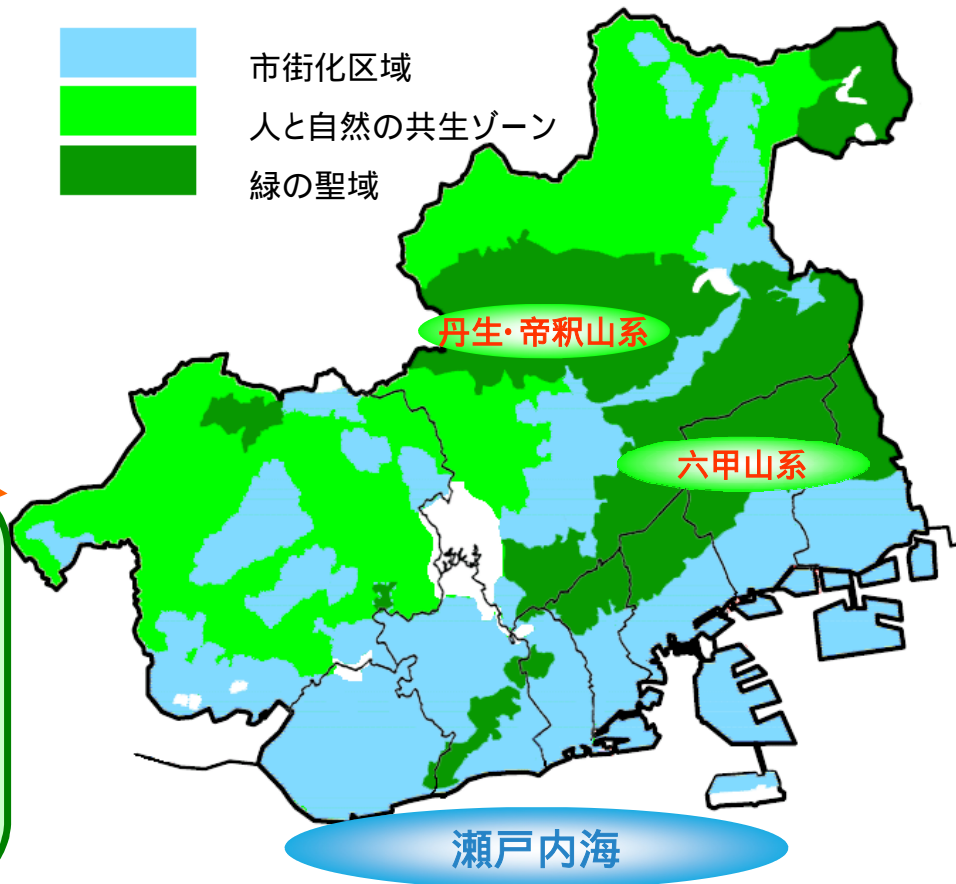 市街化区域
人と自然の共生ゾーン
緑の聖域
丹生・帝釈山系
六甲山系
瀬戸内海